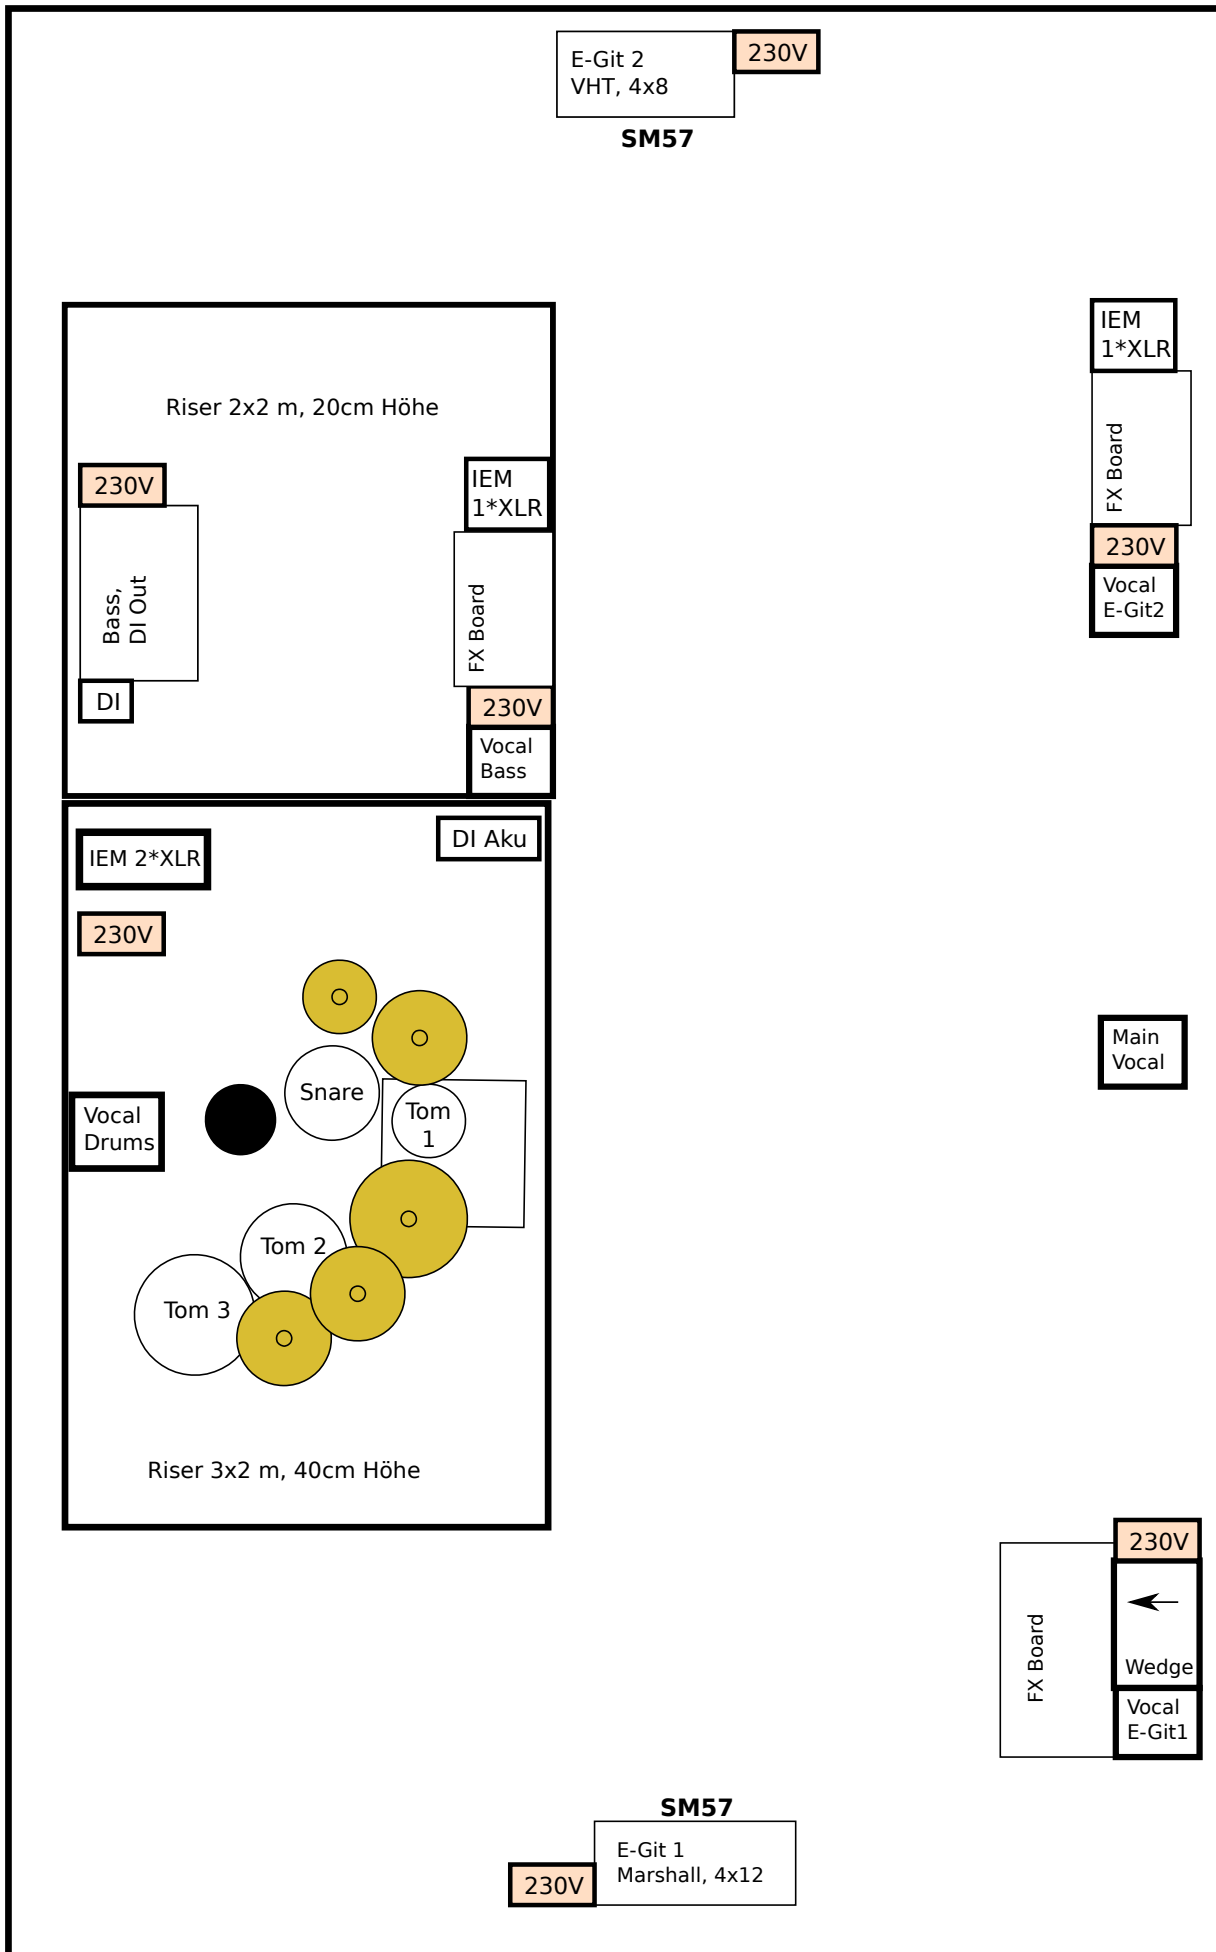 E-Git 2
VHT, 4x8
230V
SM57
IEM
1*XLR
FX Board
230V
Vocal
E-Git2
Riser 2x2 m, 20cm Höhe
230V
Bass,
DI Out
DI
IEM
1*XLR
FX Board
230V
Vocal
Bass
IEM 2*XLR
DI Aku
230V
Snare
Tom
1
Vocal
Drums
Tom 2
Tom 3
Riser 3x2 m, 40cm Höhe
Main
Vocal
230V
FX Board
Wedge
Vocal
E-Git1
SM57
E-Git 1
Marshall, 4x12
230V